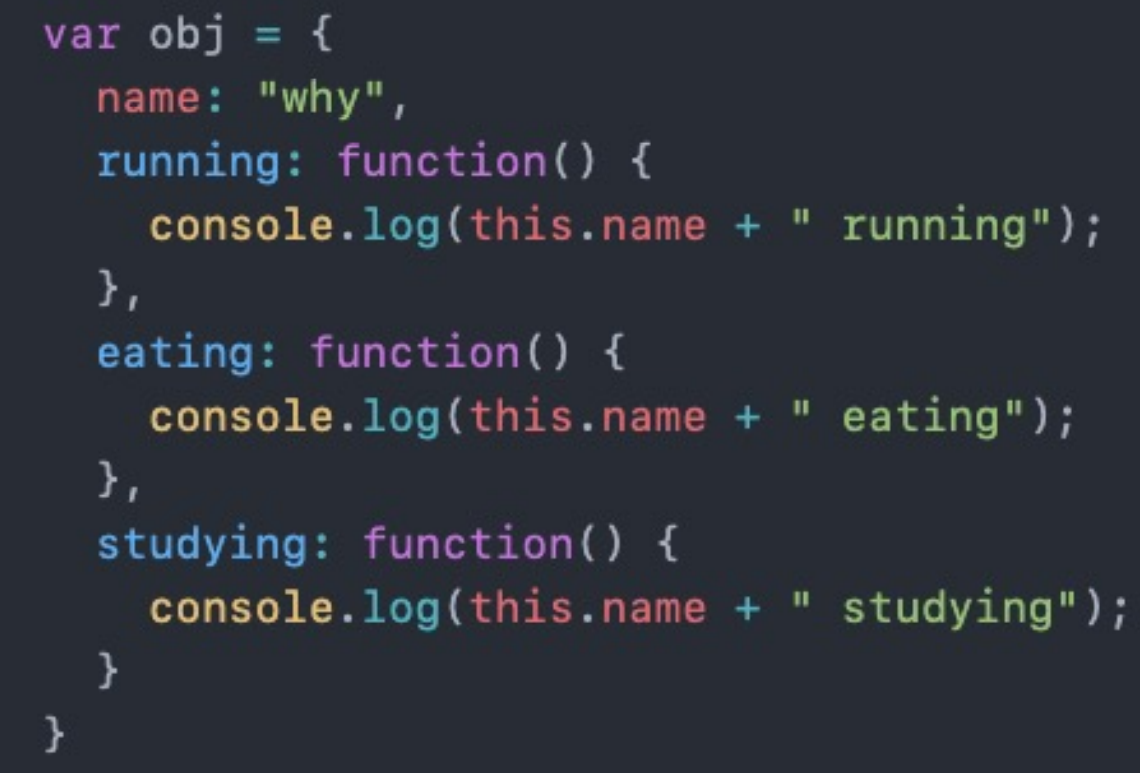 var obj = {
  name: "why",
  running: function() {
    console.log(this.name + " running");
  },
  eating: function() {
    console.log(this.name + " eating");
  },
  studying: function() {
    console.log(this.name + " studying");
  }
}